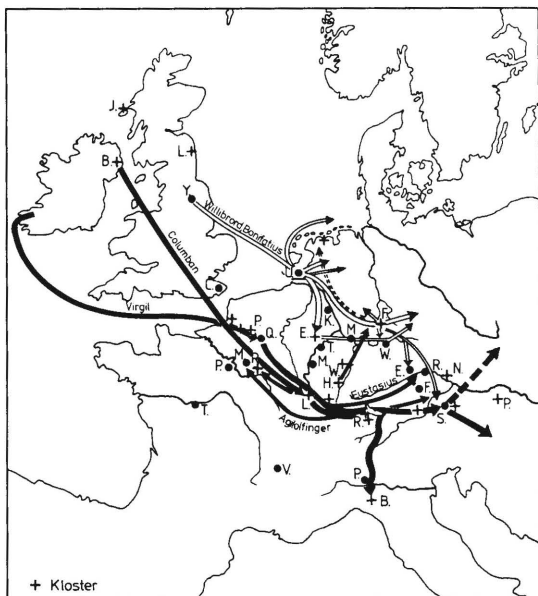 J.
B.
L.
Y.
Willibrord Bonifatius
Columban
C.
Virgil
U.
K.
F.
P.
Q.
E.
M.
T.
W.
M.
P.
R.
M.
W.
E.
R.
N.
F.
H.
Eustasius
L.
P.
S.
T.
Agilolfinger
R.
V.
P.
B.
+ Kloster